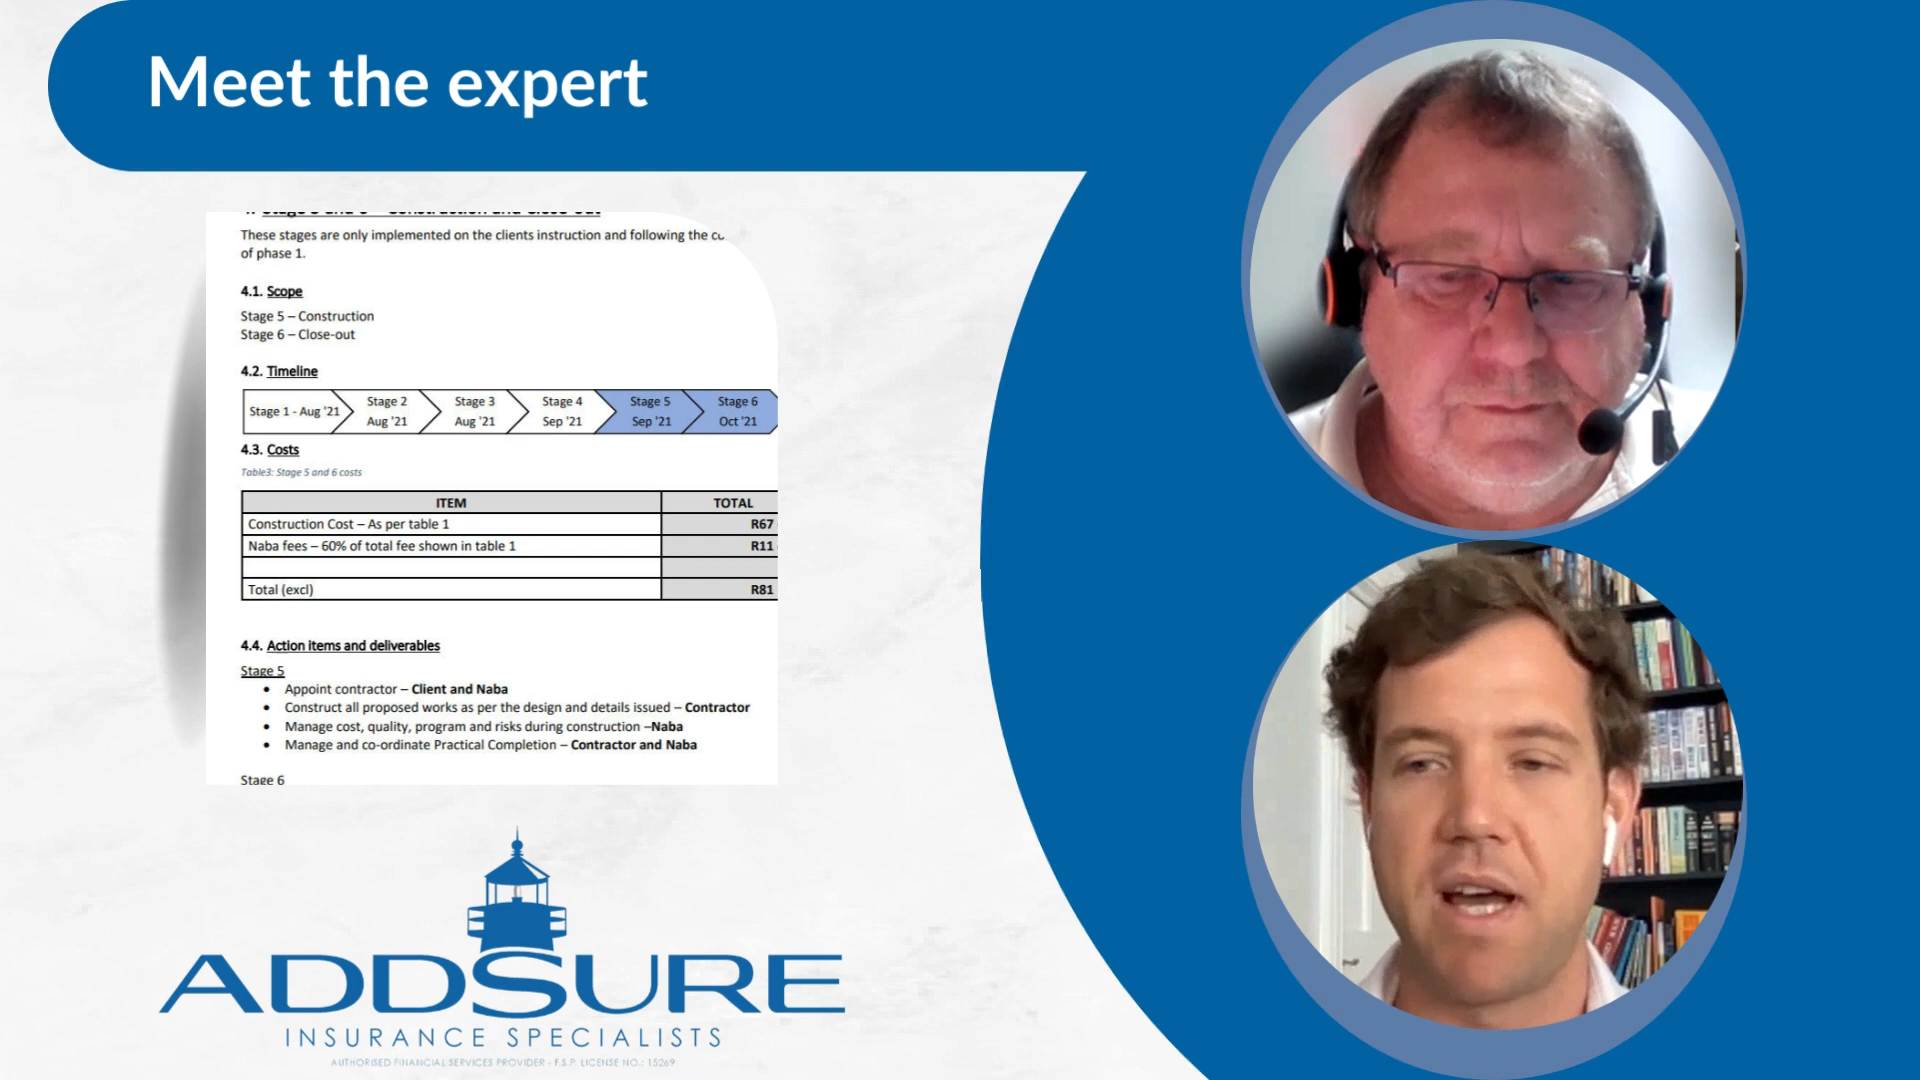 Meet the expert
These stages are only implemented on the clients instruction and following the
of phase 1.
4.1. Scope
Stage 5 – Construction
Stage 6 – Close-out
4.2. Timeline
Stage 1 - Aug '21
Stage 2
Aug '21
Stage 3
Aug '21
Stage 4
Sep '21
Stage 5
Sep '21
Stage 6
Oct '21
4.3. Costs
Table3: Stage 5 and 6 costs
ITEM TOTAL
Construction Cost – As per table 1 R67
Naba fees – 60% of total fee shown in table 1 R11
Total (excl) R81
4.4. Action items and deliverables
Stage 5
• Appoint contractor – Client and Naba
• Construct all proposed works as per the design and details issued – Contractor
• Manage cost, quality, program and risks during construction –Naba
• Manage and co-ordinate Practical Completion – Contractor and Naba
Stage 6
ADDSURE
INSURANCE SPECIALISTS
AUTHORISED FINANCIAL SERVICES PROVIDER - F.S.P. LICENSE NO.: 15269